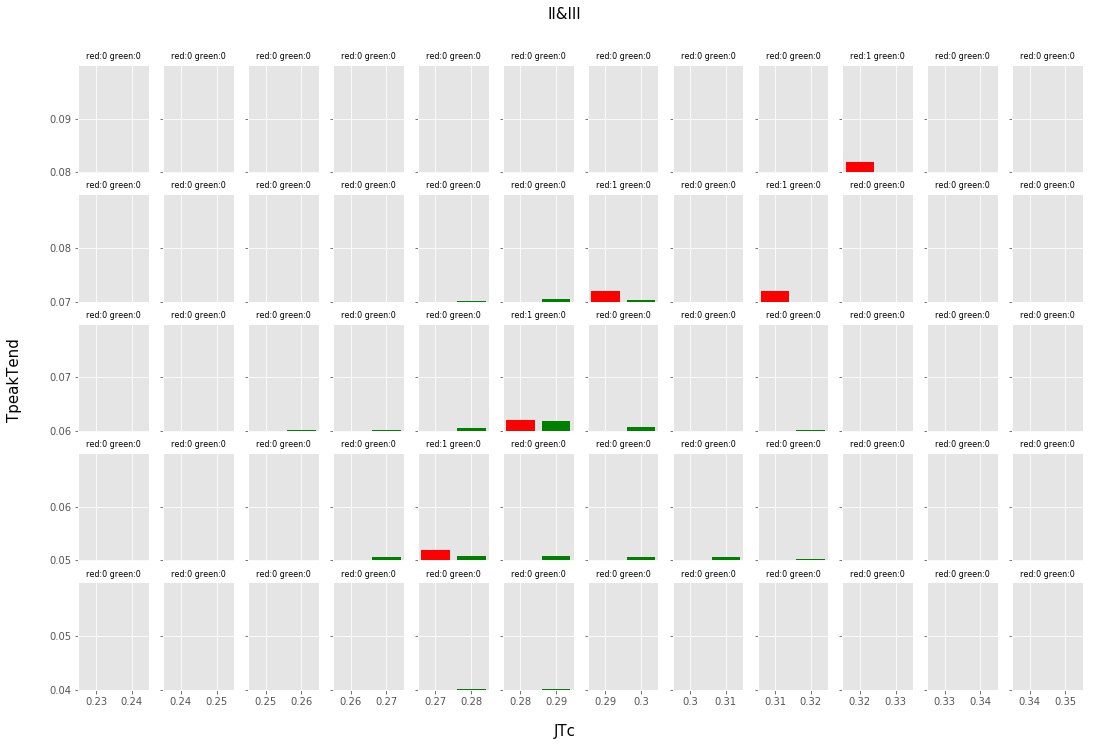 II&III
red:0 green:0 red:0 green:0 red:0 green:0 red:0 green:0 red:0 green:0 red:0 green:0 red:0 green:0 red:0 green:0 red:0 green:0 red:1 green:0 red:0 green:0 red:0 green:0
0.09
0.08
red:0 green:0 red:0 green:0 red:0 green:0 red:0 green:0 red:0 green:0 red:0 green:0 red:1 green:0 red:0 green:0 red:1 green:0 red:0 green:0 red:0 green:0 red:0 green:0
0.08
0.07
red:0 green:0 red:0 green:0 red:0 green:0 red:0 green:0 red:0 green:0 red:1 green:0 red:0 green:0 red:0 green:0 red:0 green:0 red:0 green:0 red:0 green:0 red:0 green:0
0.07
0.06
TpeakTend
red:0 green:0 red:0 green:0 red:0 green:0 red:0 green:0 red:1 green:0 red:0 green:0 red:0 green:0 red:0 green:0 red:0 green:0 red:0 green:0 red:0 green:0 red:0 green:0
0.06
0.05
red:0 green:0 red:0 green:0 red:0 green:0 red:0 green:0 red:0 green:0 red:0 green:0 red:0 green:0 red:0 green:0 red:0 green:0 red:0 green:0 red:0 green:0 red:0 green:0
0.05
0.04
0.23 0.24 0.24 0.25 0.25 0.26 0.26 0.27 0.27 0.28 0.28 0.29 0.29 0.3 0.3 0.31 0.31 0.32 0.32 0.33 0.33 0.34 0.34 0.35
JTc